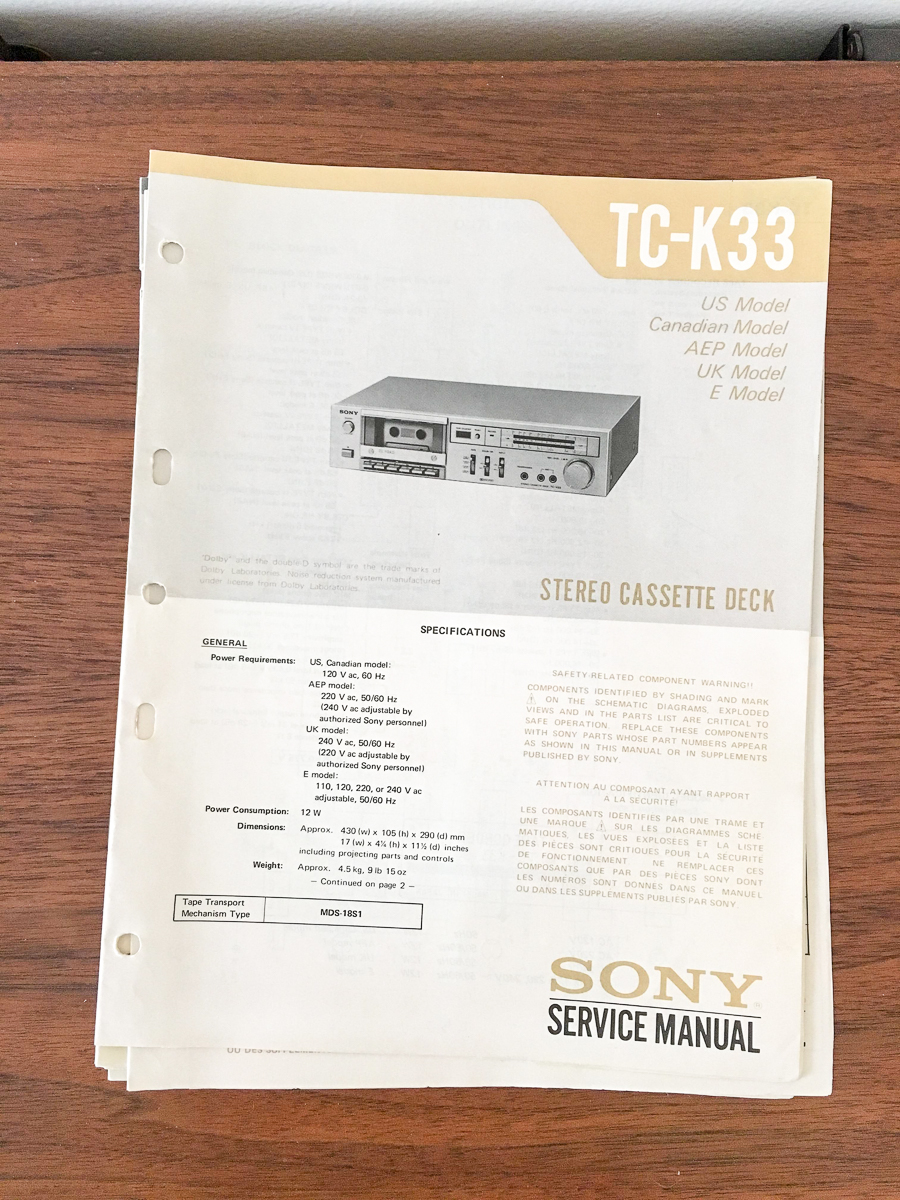 TC-K33
US Model
Canadian Model
AEP Model
UK Model
E Model
SONY
"Dolby" and the double-D symbol are the trade marks of
Dolby Laboratories. Noise reduction system manufactured
under license from Dolby Laboratories.
STEREO CASSETTE DECK
SPECIFICATIONS
GENERAL
Power Requirements: US, Canadian model:
120 V ac, 60 Hz
AEP model:
220 V ac, 50/60 Hz
(240 V ac adjustable by
authorized Sony personnel)
UK model:
240 V ac, 50/60 Hz
(220 V ac adjustable by
authorized Sony personnel)
E model:
110, 120, 220, or 240 V ac
adjustable, 50/60 Hz
Power Consumption: 12 W
Dimensions: Approx. 430 (w) x 105 (h) x 290 (d) mm
17 (w) x 4¼ (h) x 11½ (d) inches
including projecting parts and controls
Weight: Approx. 4.5 kg, 9 lb 15 oz
— Continued on page 2 —
Tape Transport
Mechanism Type
MDS-18S1
SAFETY-RELATED COMPONENT WARNING!!
COMPONENTS IDENTIFIED BY SHADING AND MARK
⚠ ON THE SCHEMATIC DIAGRAMS, EXPLODED
VIEWS AND IN THE PARTS LIST ARE CRITICAL TO
SAFE OPERATION. REPLACE THESE COMPONENTS
WITH SONY PARTS WHOSE PART NUMBERS APPEAR
AS SHOWN IN THIS MANUAL OR IN SUPPLEMENTS
PUBLISHED BY SONY.
ATTENTION AU COMPOSANT AYANT RAPPORT
À LA SÉCURITÉ!
LES COMPOSANTS IDENTIFIÉS PAR UNE TRAME ET
UNE MARQUE ⚠ SUR LES DIAGRAMMES SCHÉ
MATIQUES, LES VUES EXPLOSÉES ET LA LISTE
DES PIÈCES SONT CRITIQUES POUR LA SÉCURITÉ
DE FONCTIONNEMENT NE REMPLACER CES
COMPOSANTS QUE PAR DES PIÈCES SONY DONT
LES NUMÉROS SONT DONNÉS DANS CE MANUEL
OU DANS LES SUPPLÉMENTS PUBLIÉS PAR SONY.
SONY
SERVICE MANUAL